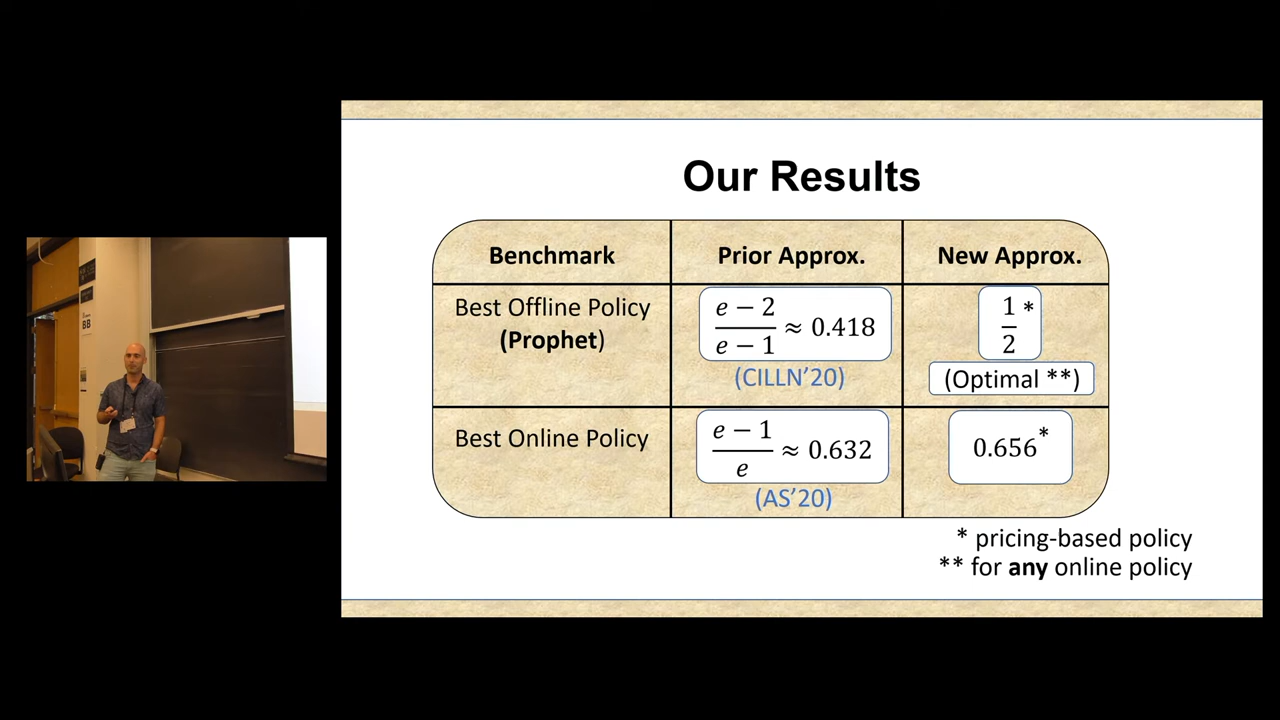 Our Results
Benchmark
Prior Approx.
New Approx.
Best Offline Policy
(Prophet)
e − 2
e − 1
≈ 0.418
(CILLN'20)
1 *
2
(Optimal **)
Best Online Policy
e − 1
e
≈ 0.632
(AS'20)
0.656*
* pricing-based policy
** for any online policy
BB